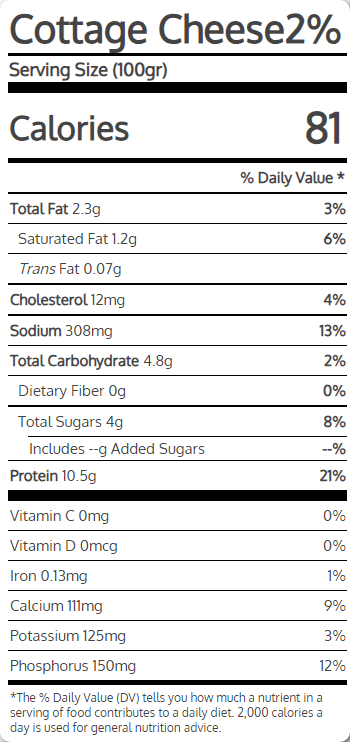 Cottage Cheese2%
Serving Size (100gr)
Calories 81
% Daily Value *
Total Fat 2.3g 3%
Saturated Fat 1.2g 6%
Trans Fat 0.07g
Cholesterol 12mg 4%
Sodium 308mg 13%
Total Carbohydrate 4.8g 2%
Dietary Fiber 0g 0%
Total Sugars 4g 8%
Includes --g Added Sugars --%
Protein 10.5g 21%
Vitamin C 0mg 0%
Vitamin D 0mcg 0%
Iron 0.13mg 1%
Calcium 111mg 9%
Potassium 125mg 3%
Phosphorus 150mg 12%
*The % Daily Value (DV) tells you how much a nutrient in a
serving of food contributes to a daily diet. 2,000 calories a
day is used for general nutrition advice.